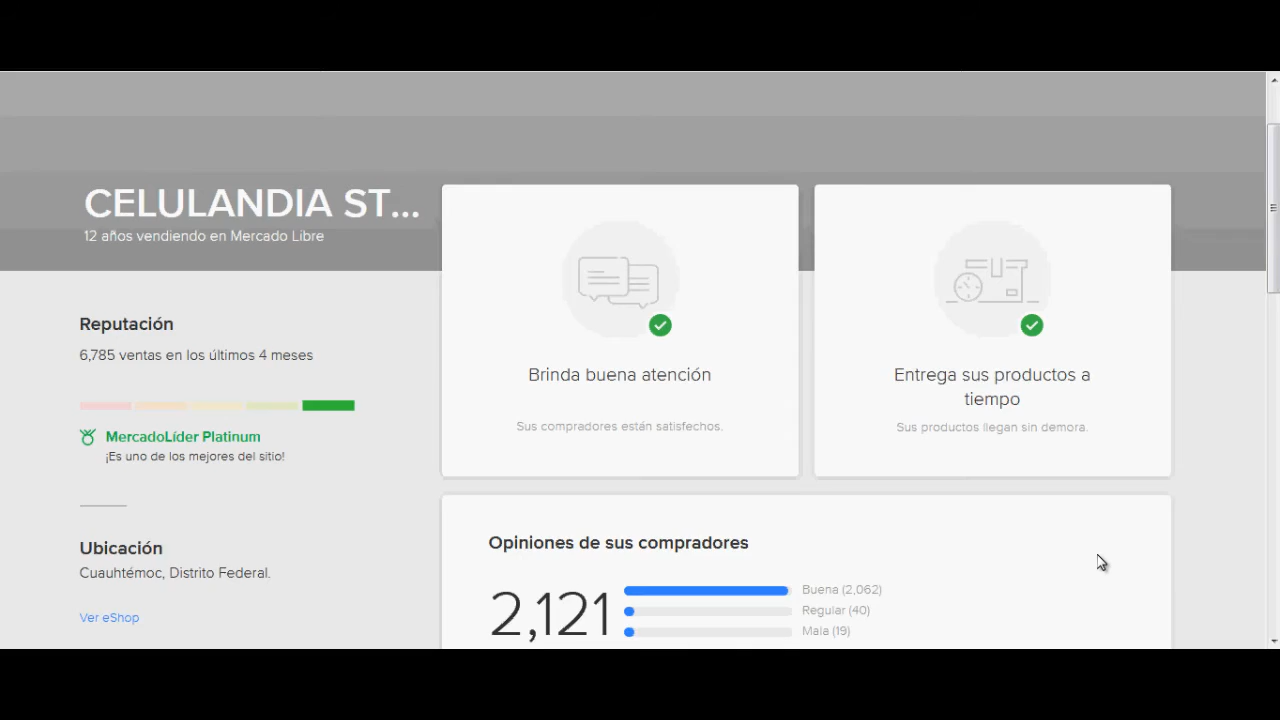 CELULANDIA ST...
12 años vendiendo en Mercado Libre
Reputación
6,785 ventas en los últimos 4 meses
MercadoLíder Platinum
¡Es uno de los mejores del sitio!
Ubicación
Cuauhtémoc, Distrito Federal.
Ver eShop
Brinda buena atención
Sus compradores están satisfechos.
Entrega sus productos a
tiempo
Sus productos llegan sin demora.
Opiniones de sus compradores
2,121
Buena (2,062)
Regular (40)
Mala (19)